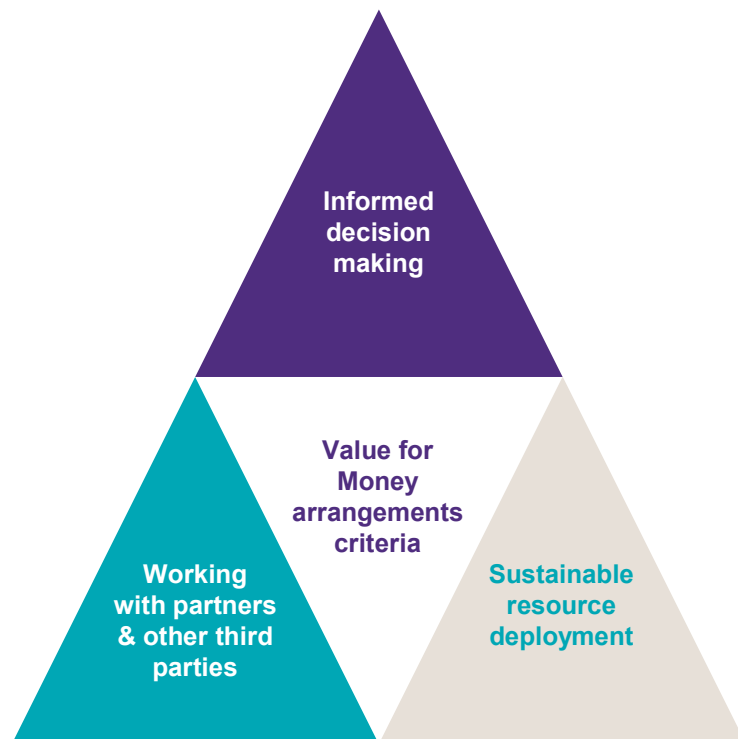 Informed
decision
making
Value for
Money
arrangements
criteria
Working
with partners
& other third
parties
Sustainable
resource
deployment